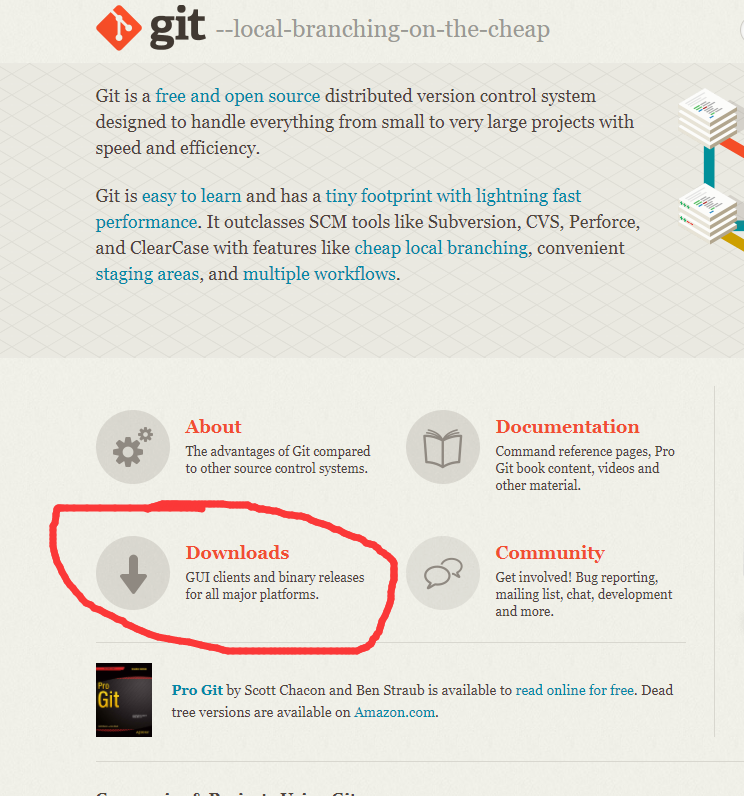 git --local-branching-on-the-cheap
Git is a free and open source distributed version control system
designed to handle everything from small to very large projects with
speed and efficiency.
Git is easy to learn and has a tiny footprint with lightning fast
performance. It outclasses SCM tools like Subversion, CVS, Perforce,
and ClearCase with features like cheap local branching, convenient
staging areas, and multiple workflows.
About
The advantages of Git compared
to other source control systems.
Documentation
Command reference pages, Pro
Git book content, videos and
other material.
Downloads
GUI clients and binary releases
for all major platforms.
Community
Get involved! Bug reporting,
mailing list, chat, development
and more.
Pro
Git
Pro Git by Scott Chacon and Ben Straub is available to read online for free. Dead
tree versions are available on Amazon.com.